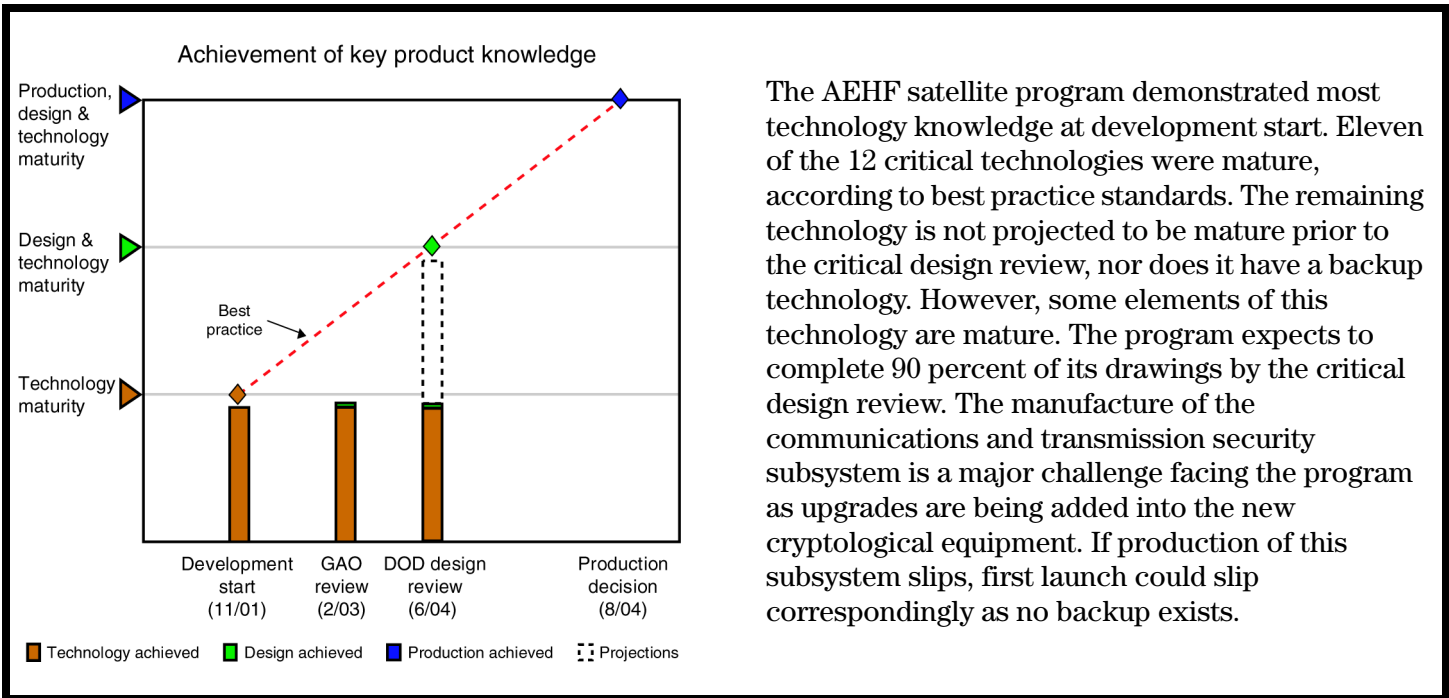 Achievement of key product knowledge
Production,
design &
technology
maturity
Design &
technology
maturity
Technology
maturity
Best
practice
Development
start
(11/01)
GAO
review
(2/03)
DOD design
review
(6/04)
Production
decision
(8/04)
Technology achieved
Design achieved
Production achieved
Projections
The AEHF satellite program demonstrated most
technology knowledge at development start. Eleven
of the 12 critical technologies were mature,
according to best practice standards. The remaining
technology is not projected to be mature prior to
the critical design review, nor does it have a backup
technology. However, some elements of this
technology are mature. The program expects to
complete 90 percent of its drawings by the critical
design review. The manufacture of the
communications and transmission security
subsystem is a major challenge facing the program
as upgrades are being added into the new
cryptological equipment. If production of this
subsystem slips, first launch could slip
correspondingly as no backup exists.